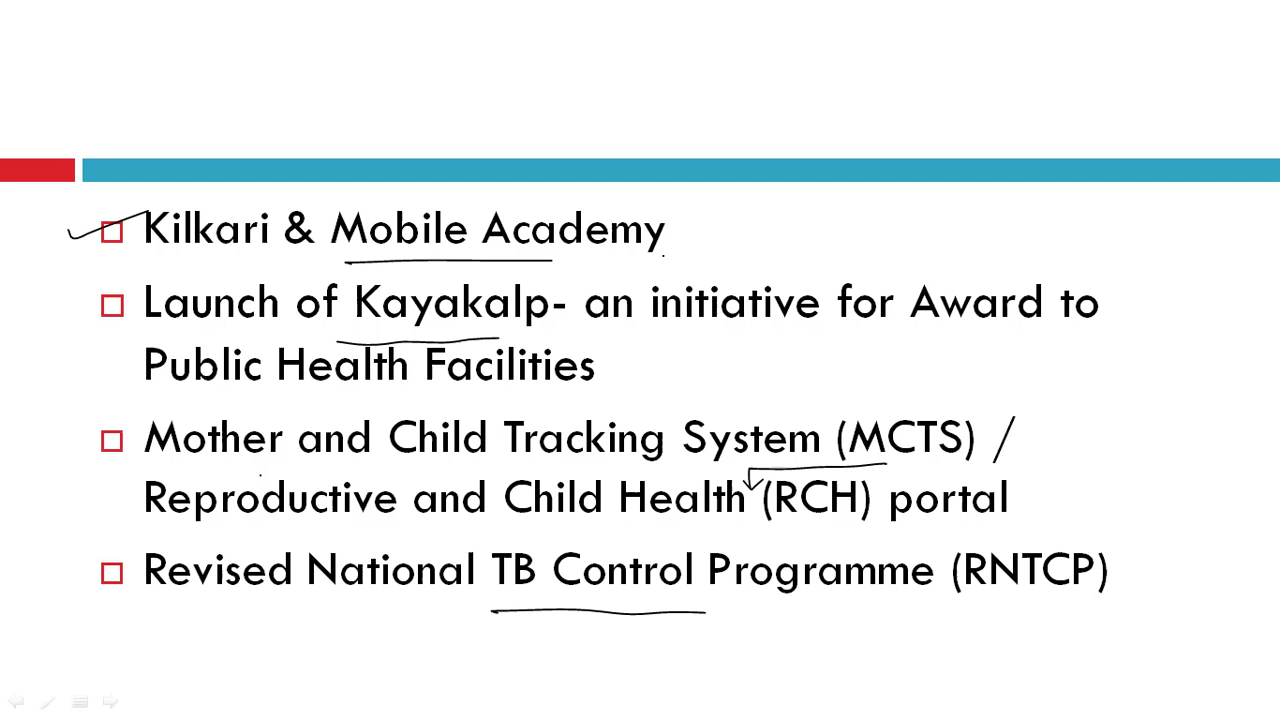 Kilkari & Mobile Academy
Launch of Kayakalp- an initiative for Award to
Public Health Facilities
Mother and Child Tracking System (MCTS) /
Reproductive and Child Health (RCH) portal
Revised National TB Control Programme (RNTCP)